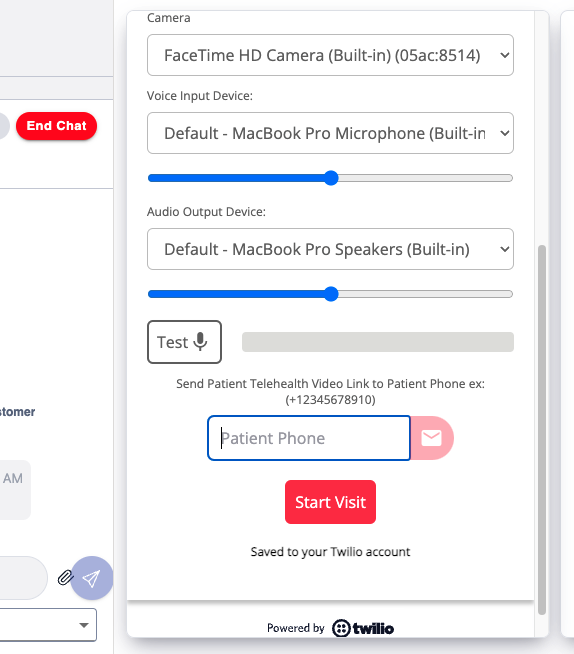 Camera
FaceTime HD Camera (Built-in) (05ac:8514)
End Chat
Voice Input Device:
Default - MacBook Pro Microphone (Built-in
Audio Output Device:
Default - MacBook Pro Speakers (Built-in)
Test
Send Patient Telehealth Video Link to Patient Phone ex:
(+12345678910)
stomer
Patient Phone
AM
Start Visit
Saved to your Twilio account
Powered by twilio